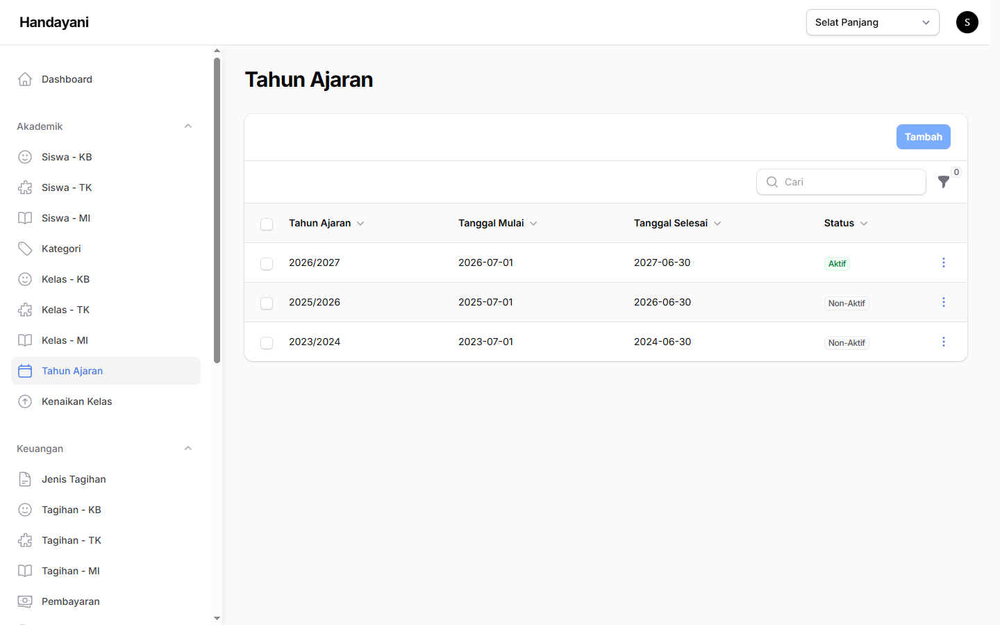 Handayani
Selat Panjang
S
Dashboard
Akademik
Siswa - KB
Siswa - TK
Siswa - MI
Kategori
Kelas - KB
Kelas - TK
Kelas - MI
Tahun Ajaran
Kenaikan Kelas
Keuangan
Jenis Tagihan
Tagihan - KB
Tagihan - TK
Tagihan - MI
Pembayaran
Tahun Ajaran
Tambah
Cari
0
Tahun Ajaran Tanggal Mulai Tanggal Selesai Status
2026/2027 2026-07-01 2027-06-30 Aktif
2025/2026 2025-07-01 2026-06-30 Non-Aktif
2023/2024 2023-07-01 2024-06-30 Non-Aktif